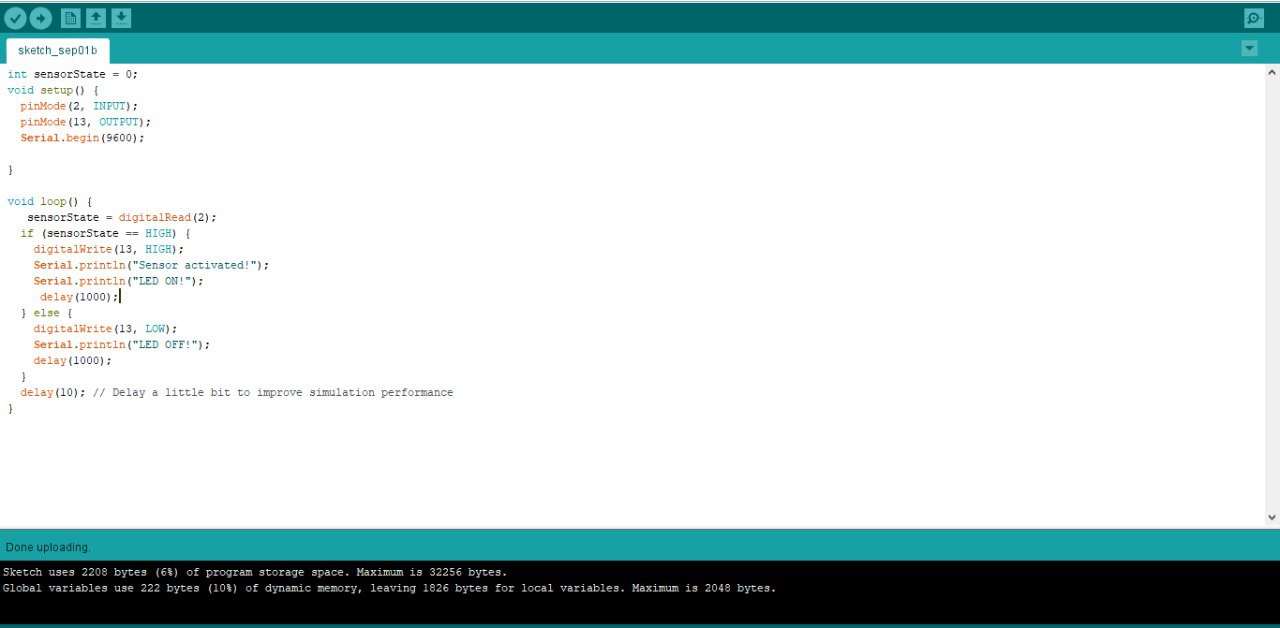 sketch_sep01b
int sensorState = 0;
void setup() {
  pinMode(2, INPUT);
  pinMode(13, OUTPUT);
  Serial.begin(9600);
}
void loop() {
   sensorState = digitalRead(2);
  if (sensorState == HIGH) {
    digitalWrite(13, HIGH);
    Serial.println("Sensor activated!");
    Serial.println("LED ON!");
     delay(1000);
  } else {
    digitalWrite(13, LOW);
    Serial.println("LED OFF!");
    delay(1000);
  }
  delay(10); // Delay a little bit to improve simulation performance
}
Done uploading.
Sketch uses 2208 bytes (6%) of program storage space. Maximum is 32256 bytes.
Global variables use 222 bytes (10%) of dynamic memory, leaving 1826 bytes for local variables. Maximum is 2048 bytes.